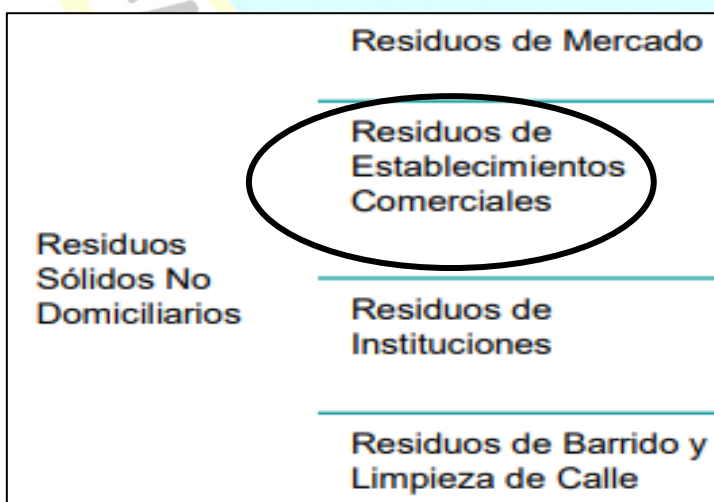 Residuos de Mercado
Residuos de
Establecimientos
Comerciales
Residuos
Sólidos No
Domiciliarios
Residuos de
Instituciones
Residuos de Barrido y
Limpieza de Calle